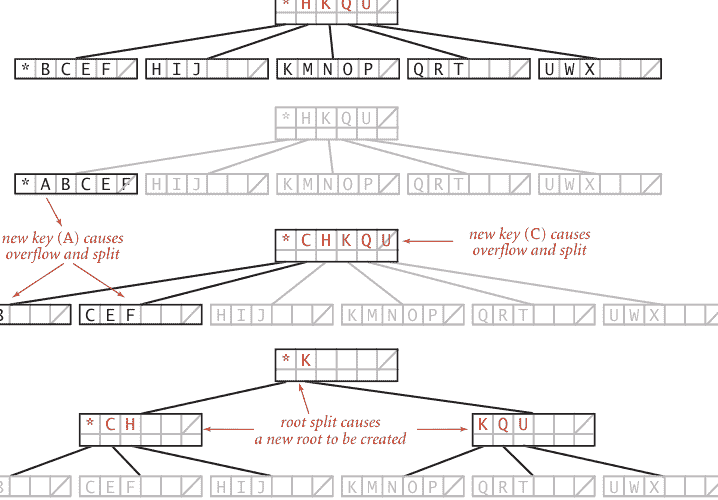 * H K Q U
* B C E F
H I J
K M N O P
Q R T
U W X
* H K Q U
* A B C E F
H I J
K M N O P
Q R T
U W X
new key (A) causes
overflow and split
* C H K Q U
new key (C) causes
overflow and split
B
C E F
H I J
K M N O P
Q R T
U W X
* K
root split causes
a new root to be created
* C H
K Q U
B
C E F
H I J
K M N O P
Q R T
U W X